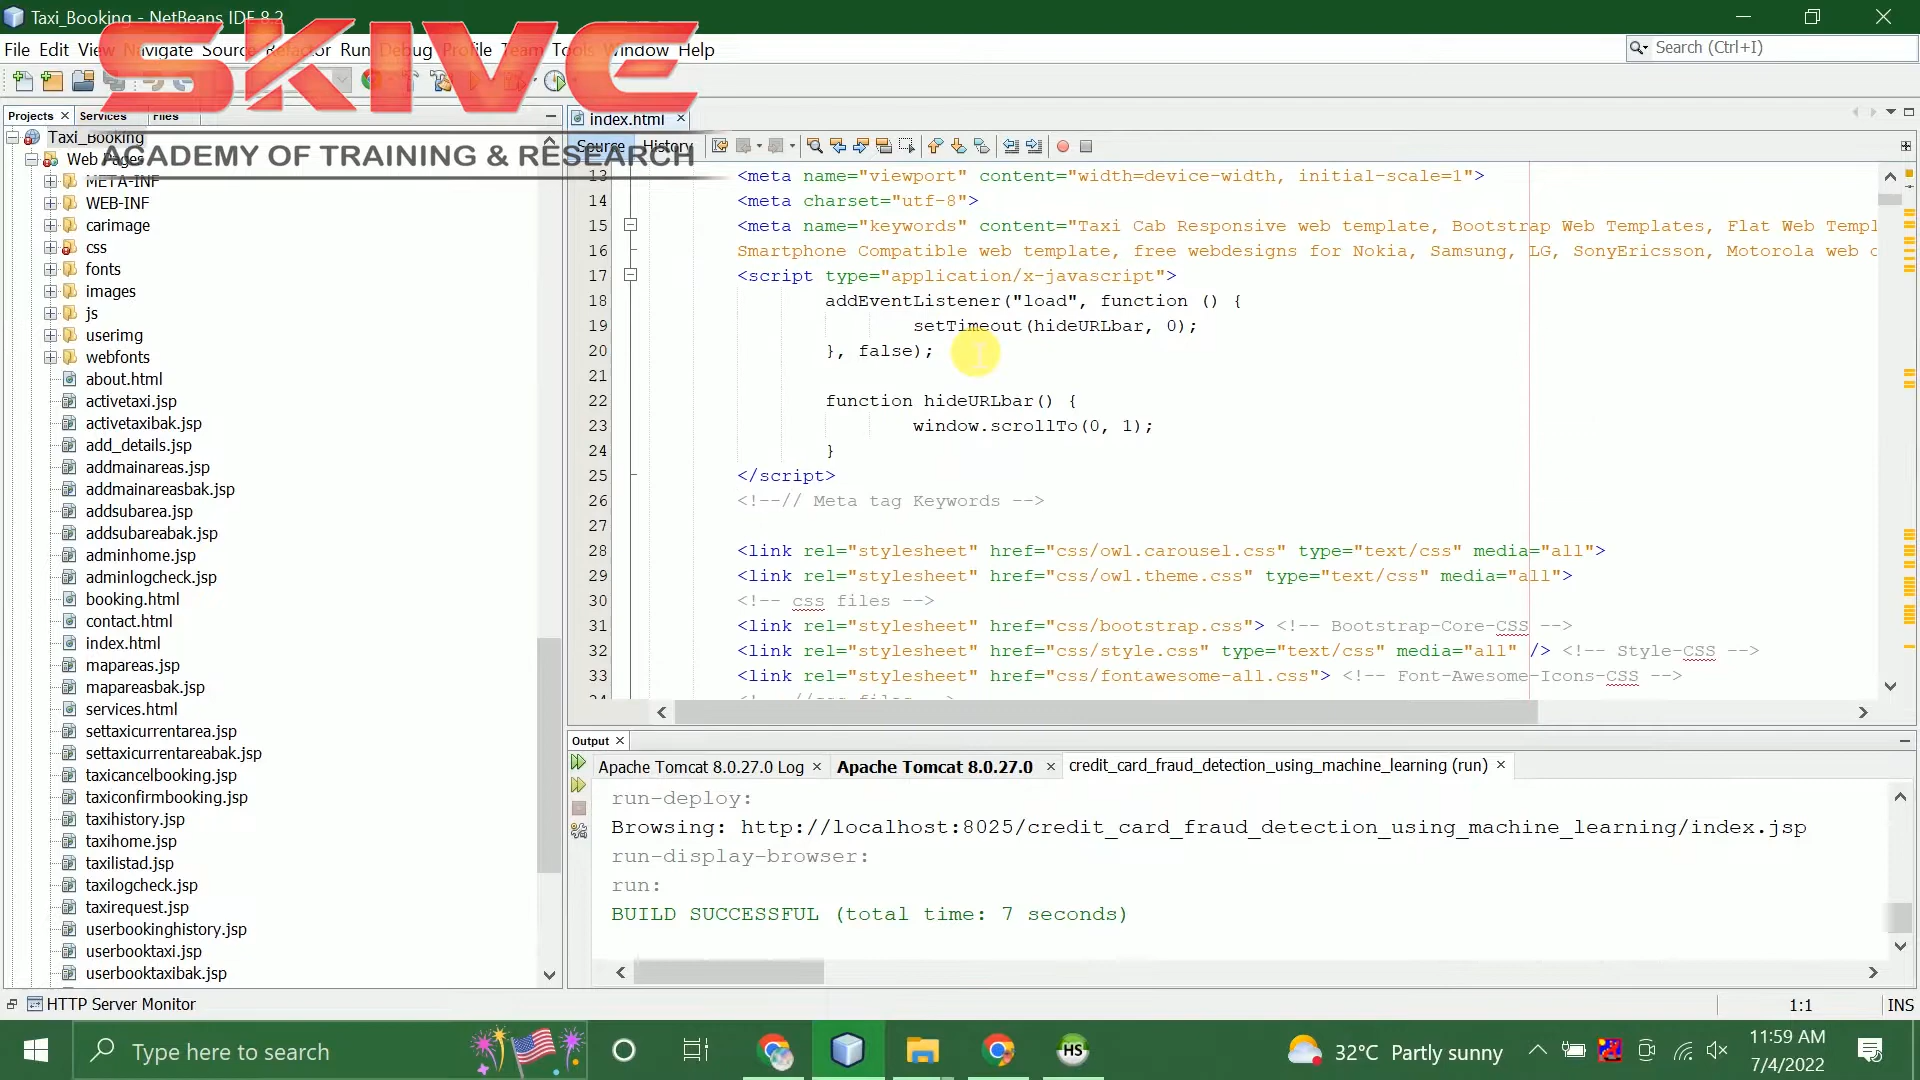 Taxi_Booking - NetBeans IDE 8.2
SKIVE
ACADEMY OF TRAINING & RESEARCH
File Edit View Navigate Source Refactor Run Debug Profile Team Tools Window Help
Search (Ctrl+I)
Projects Services Files
index.html
Source History
Taxi_Booking
Web Pages
META-INF
WEB-INF
carimage
css
fonts
images
js
userimg
webfonts
about.html
activetaxi.jsp
activetaxibak.jsp
add_details.jsp
addmainareas.jsp
addmainareasbak.jsp
addsubarea.jsp
addsubareabak.jsp
adminhome.jsp
adminlogcheck.jsp
booking.html
contact.html
index.html
mapareas.jsp
mapareasbak.jsp
services.html
settaxicurrentarea.jsp
settaxicurrentareabak.jsp
taxicancelbooking.jsp
taxiconfirmbooking.jsp
taxihistory.jsp
taxihome.jsp
taxilistad.jsp
taxilogcheck.jsp
taxirequest.jsp
userbookinghistory.jsp
userbooktaxi.jsp
userbooktaxibak.jsp
13 <meta name="viewport" content="width=device-width, initial-scale=1">
14 <meta charset="utf-8">
15 <meta name="keywords" content="Taxi Cab Responsive web template, Bootstrap Web Templates, Flat Web Templ
16 Smartphone Compatible web template, free webdesigns for Nokia, Samsung, LG, SonyEricsson, Motorola web d
17 <script type="application/x-javascript">
18 addEventListener("load", function () {
19 setTimeout(hideURLbar, 0);
20 }, false);
21
22 function hideURLbar() {
23 window.scrollTo(0, 1);
24 }
25 </script>
26 <!--// Meta tag Keywords -->
27
28 <link rel="stylesheet" href="css/owl.carousel.css" type="text/css" media="all">
29 <link rel="stylesheet" href="css/owl.theme.css" type="text/css" media="all">
30 <!-- css files -->
31 <link rel="stylesheet" href="css/bootstrap.css"> <!-- Bootstrap-Core-CSS -->
32 <link rel="stylesheet" href="css/style.css" type="text/css" media="all" /> <!-- Style-CSS -->
33 <link rel="stylesheet" href="css/fontawesome-all.css"> <!-- Font-Awesome-Icons-CSS -->
Output
Apache Tomcat 8.0.27.0 Log Apache Tomcat 8.0.27.0 credit_card_fraud_detection_using_machine_learning (run)
run-deploy:
Browsing: http://localhost:8025/credit_card_fraud_detection_using_machine_learning/index.jsp
run-display-browser:
run:
BUILD SUCCESSFUL (total time: 7 seconds)
HTTP Server Monitor
1:1 INS
Type here to search
HS
32°C Partly sunny
11:59 AM
7/4/2022